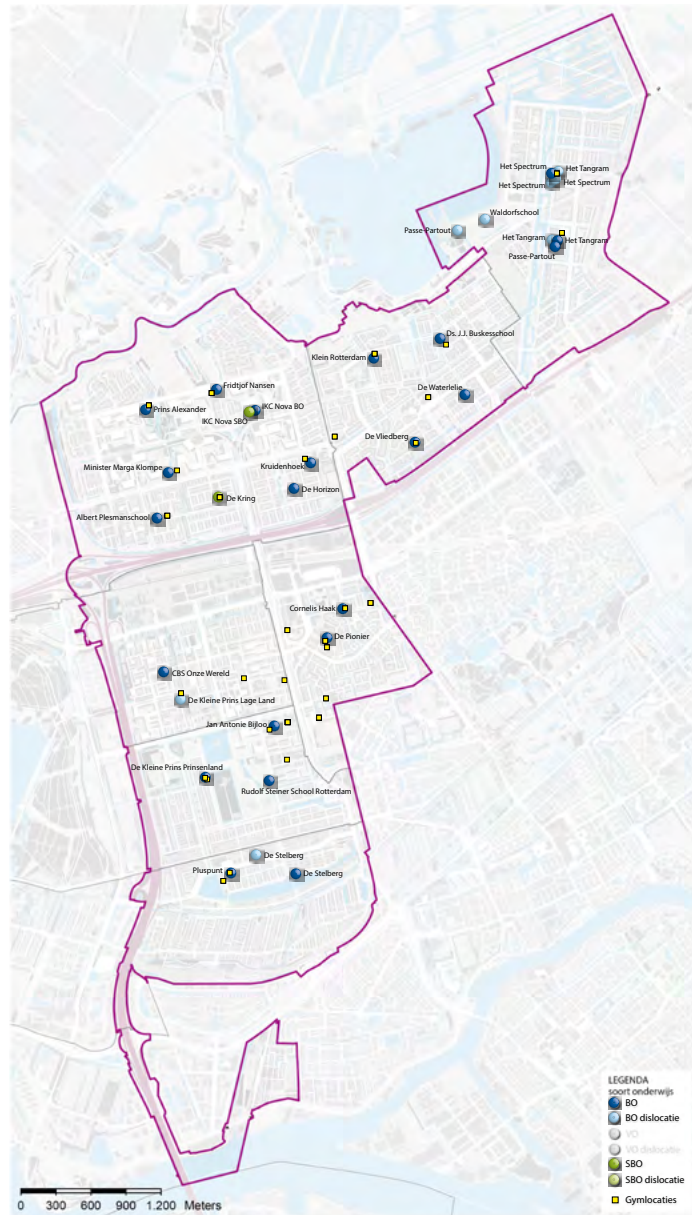 Het Spectrum
Het Tangram
Het Spectrum
Het Spectrum
Waldorfschool
Passe-Partout
Het Tangram
Het Tangram
Passe-Partout
Ds. J.J. Buskesschool
Klein Rotterdam
De Waterlelie
Fridtjof Nansen
Prins Alexander
IKC Nova BO
IKC Nova SBO
De Vliedberg
Kruidenhoek
Minister Marga Klompe
De Horizon
De Kring
Albert Plesmanschool
Cornelis Haak
De Pionier
CBS Onze Wereld
De Kleine Prins Lage Land
Jan Antonie Bijloo
De Kleine Prins Prinsenland
Rudolf Steiner School Rotterdam
De Stelberg
Pluspunt
De Stelberg
LEGENDA
soort onderwijs
BO
BO dislocatie
VO
VO dislocatie
SBO
SBO dislocatie
Gymlocaties
0 300 600 900 1.200 Meters